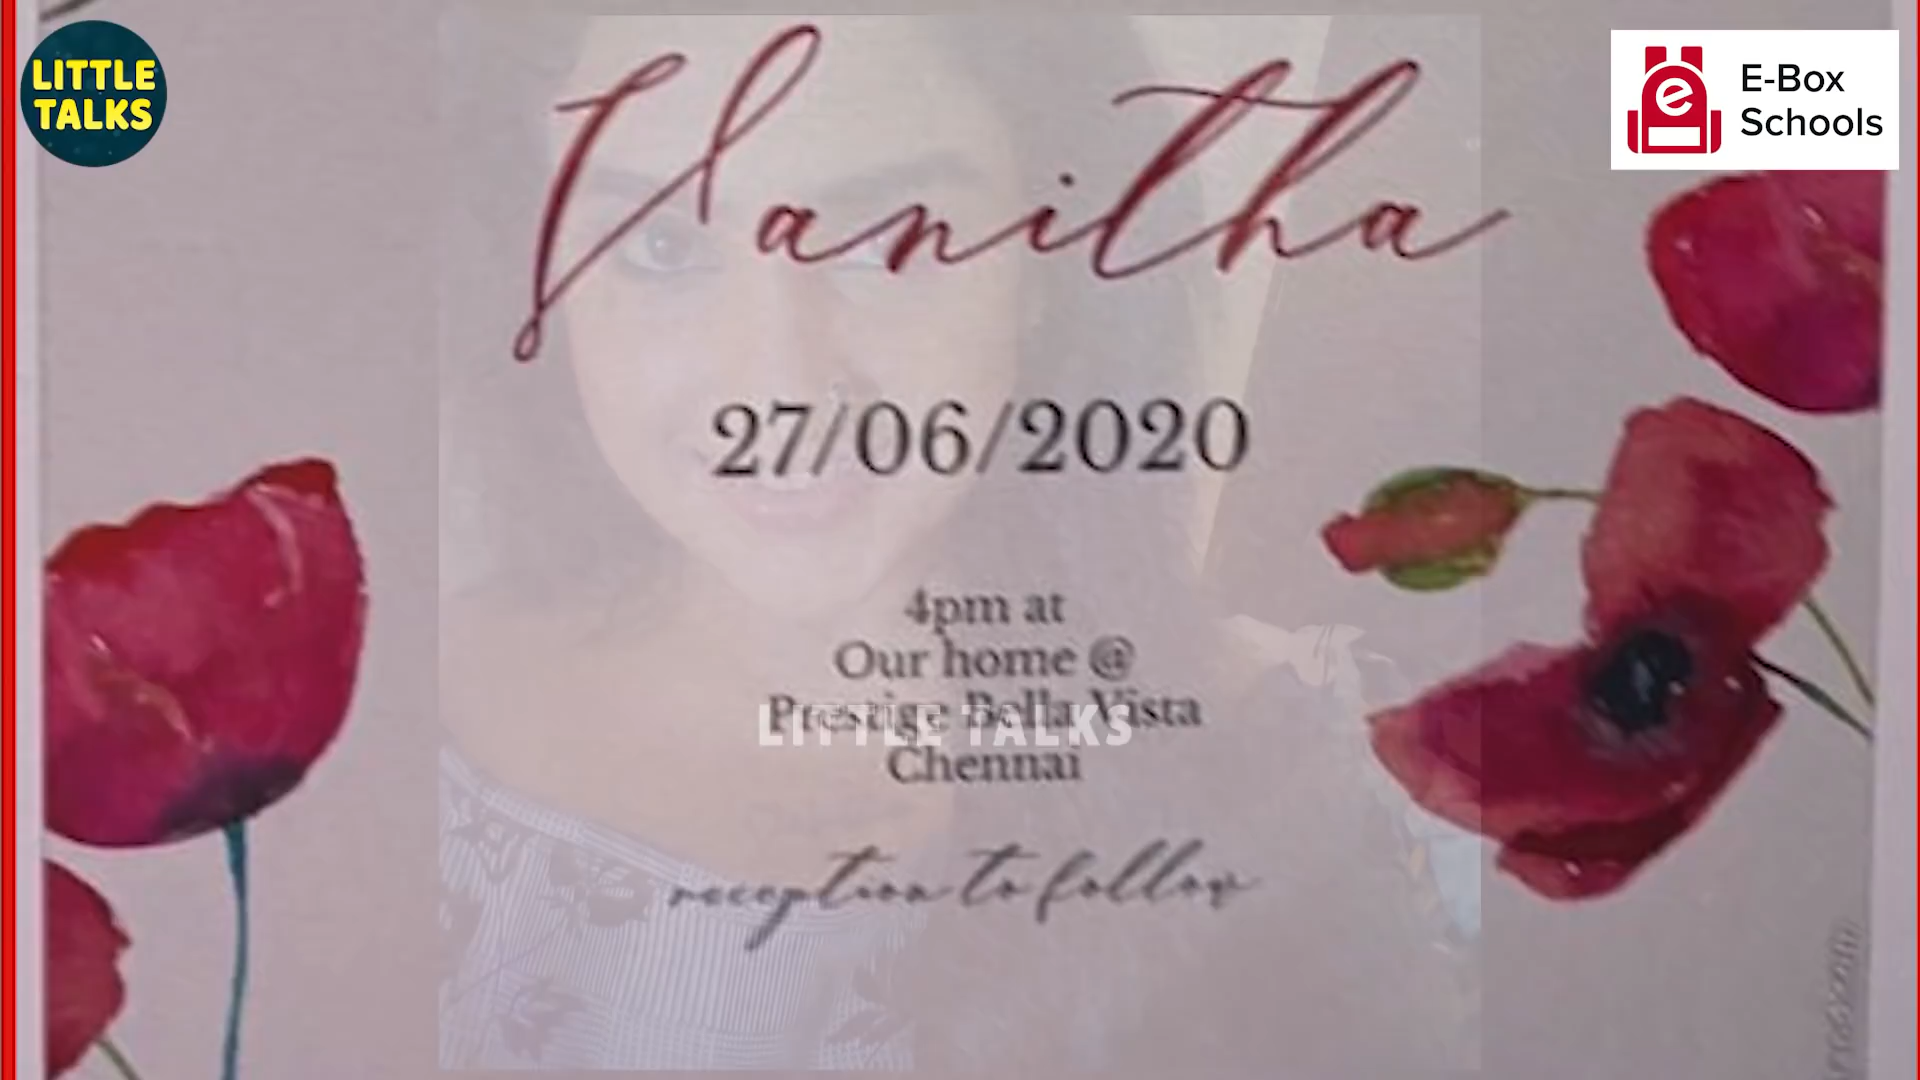 LITTLE
TALKS
E-Box
Schools
Vanitha
27/06/2020
4pm at
Our home @
Prestige Bella Vista
LITTLE TALKS
Chennai
reception to follow